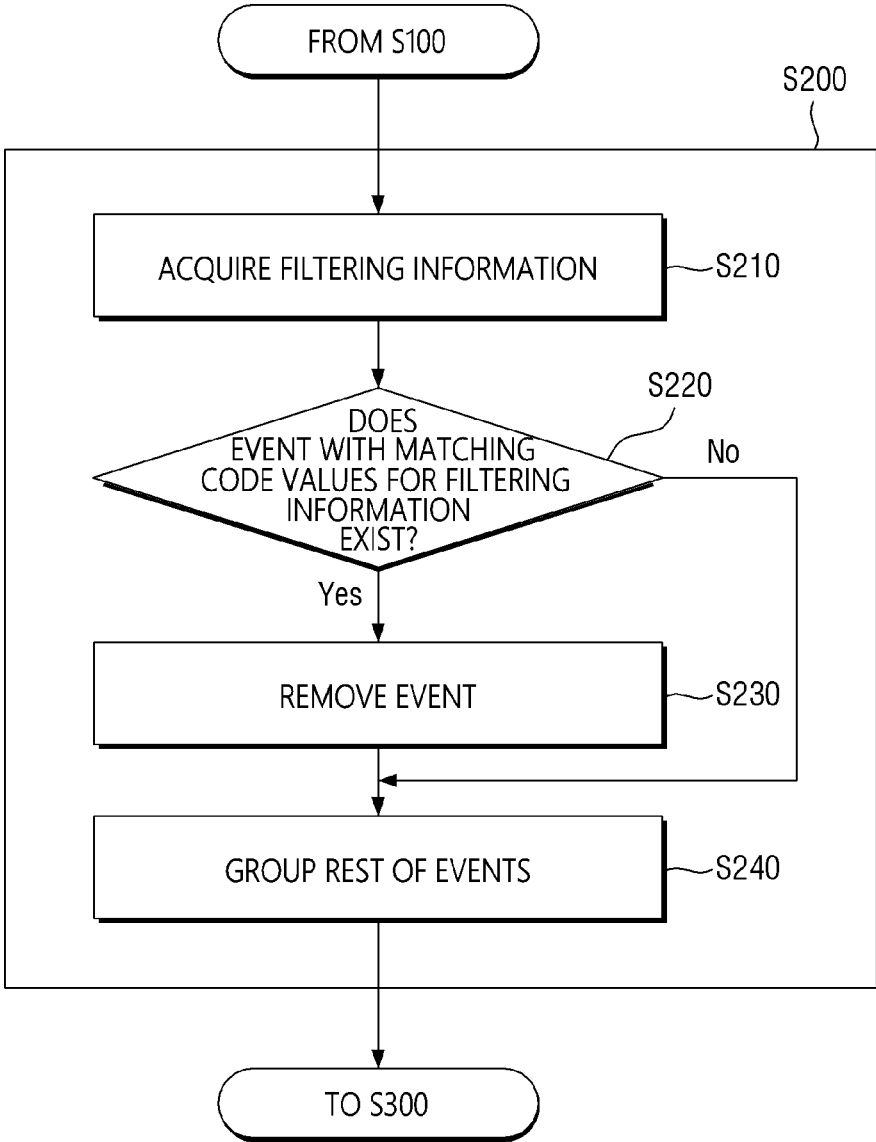 FROM S100
S200
ACQUIRE FILTERING INFORMATION
S210
S220
DOES
EVENT WITH MATCHING
CODE VALUES FOR FILTERING
INFORMATION
EXIST?
No
Yes
REMOVE EVENT
S230
GROUP REST OF EVENTS
S240
TO S300